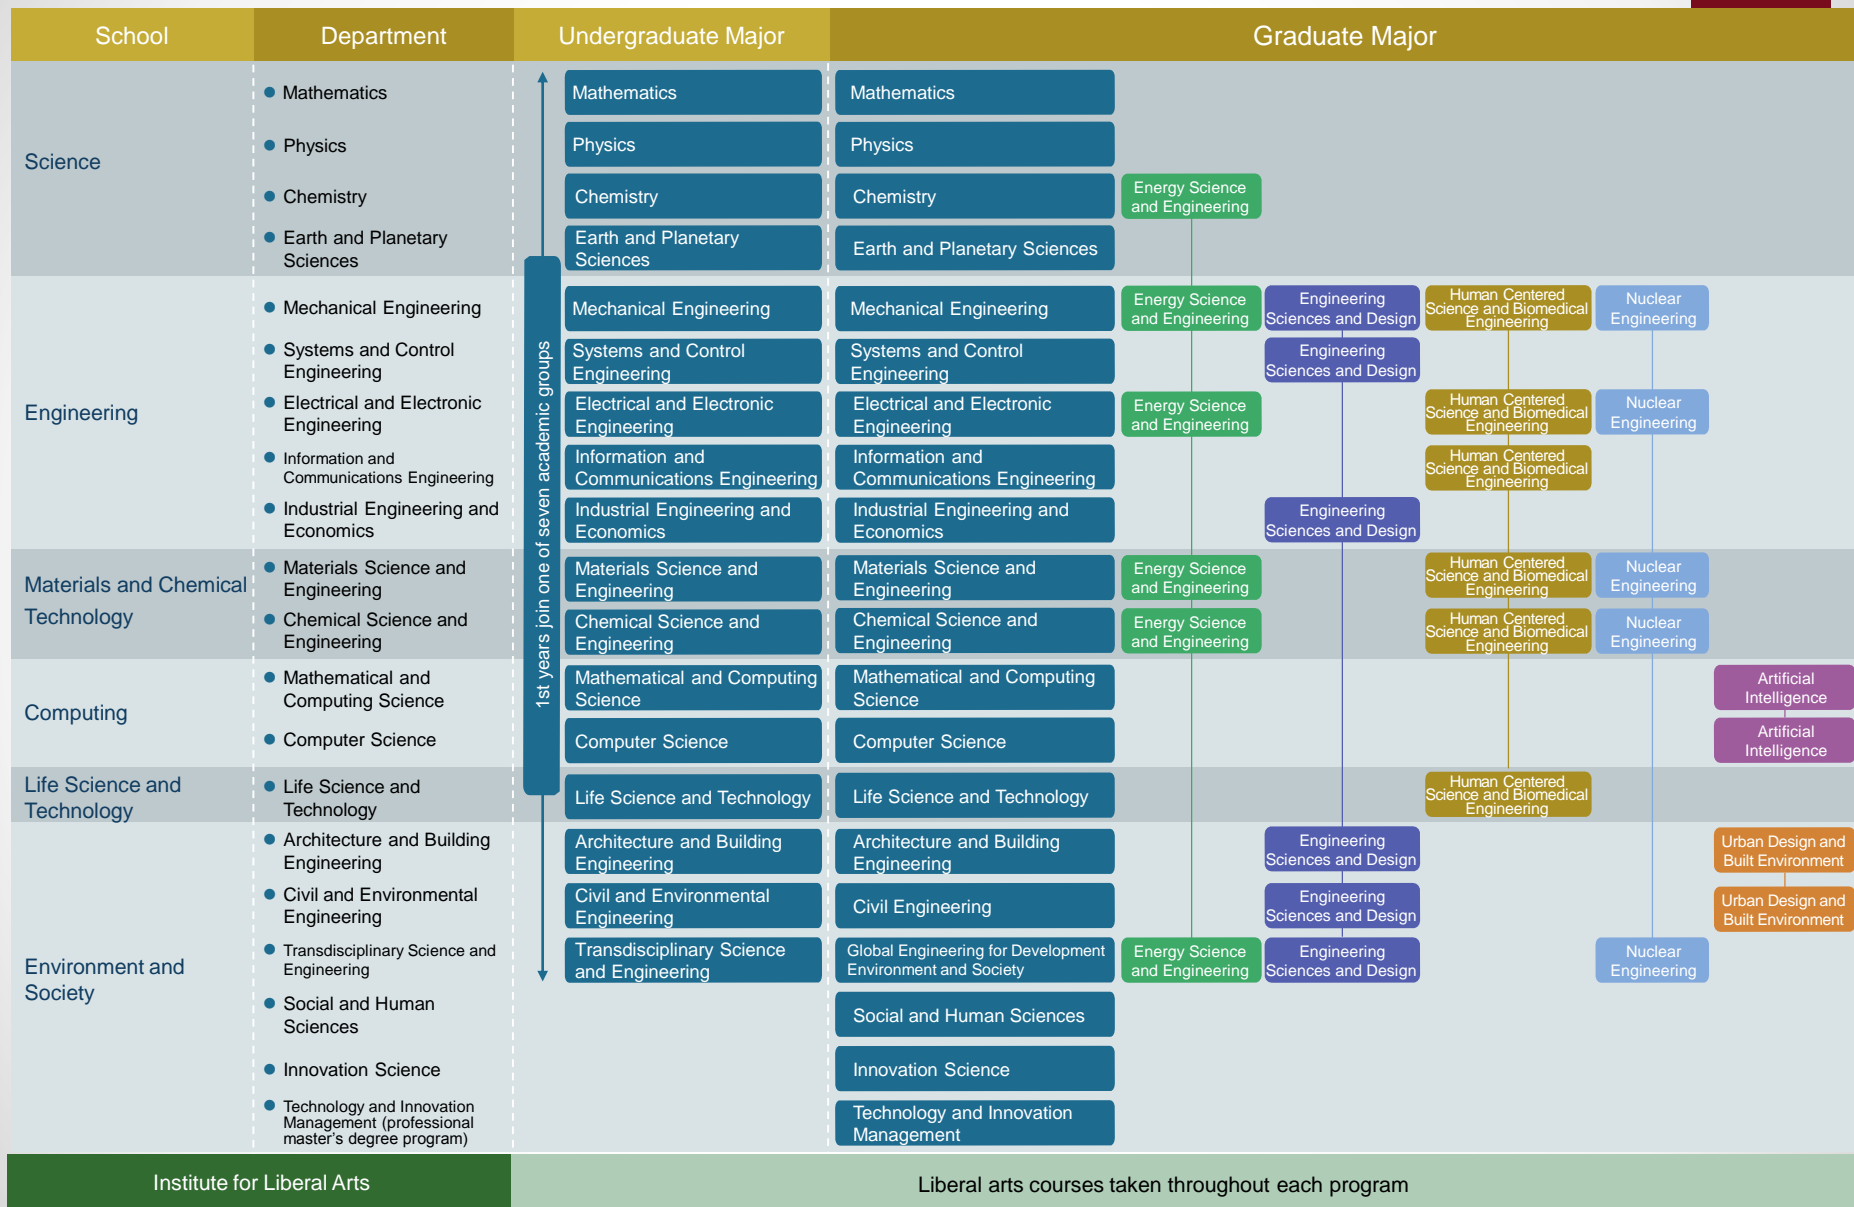 School
Department
Undergraduate Major
Graduate Major
Science
Mathematics
Mathematics
Mathematics
Physics
Physics
Physics
Chemistry
Chemistry
Chemistry
Energy Science
and Engineering
Earth and Planetary
Sciences
Earth and Planetary
Sciences
Earth and Planetary Sciences
1st years join one of seven academic groups
Engineering
Mechanical Engineering
Mechanical Engineering
Mechanical Engineering
Energy Science
and Engineering
Engineering
Sciences and Design
Human Centered
Science and Biomedical
Engineering
Nuclear
Engineering
Systems and Control
Engineering
Systems and Control
Engineering
Systems and Control
Engineering
Engineering
Sciences and Design
Electrical and Electronic
Engineering
Electrical and Electronic
Engineering
Electrical and Electronic
Engineering
Energy Science
and Engineering
Human Centered
Science and Biomedical
Engineering
Nuclear
Engineering
Information and
Communications Engineering
Information and
Communications Engineering
Information and
Communications Engineering
Human Centered
Science and Biomedical
Engineering
Industrial Engineering and
Economics
Industrial Engineering and
Economics
Industrial Engineering and
Economics
Engineering
Sciences and Design
Materials and Chemical
Technology
Materials Science and
Engineering
Materials Science and
Engineering
Materials Science and
Engineering
Energy Science
and Engineering
Human Centered
Science and Biomedical
Engineering
Nuclear
Engineering
Chemical Science and
Engineering
Chemical Science and
Engineering
Chemical Science and
Engineering
Energy Science
and Engineering
Human Centered
Science and Biomedical
Engineering
Nuclear
Engineering
Computing
Mathematical and
Computing Science
Mathematical and Computing
Science
Mathematical and Computing
Science
Artificial
Intelligence
Computer Science
Computer Science
Computer Science
Artificial
Intelligence
Life Science and
Technology
Life Science and
Technology
Life Science and Technology
Life Science and Technology
Human Centered
Science and Biomedical
Engineering
Environment and
Society
Architecture and Building
Engineering
Architecture and Building
Engineering
Architecture and Building
Engineering
Engineering
Sciences and Design
Urban Design and
Built Environment
Civil and Environmental
Engineering
Civil and Environmental
Engineering
Civil Engineering
Engineering
Sciences and Design
Urban Design and
Built Environment
Transdisciplinary Science and
Engineering
Transdisciplinary Science
and Engineering
Global Engineering for Development
Environment and Society
Energy Science
and Engineering
Engineering
Sciences and Design
Nuclear
Engineering
Social and Human
Sciences
Social and Human Sciences
Innovation Science
Innovation Science
Technology and Innovation
Management (professional
master's degree program)
Technology and Innovation
Management
Institute for Liberal Arts
Liberal arts courses taken throughout each program